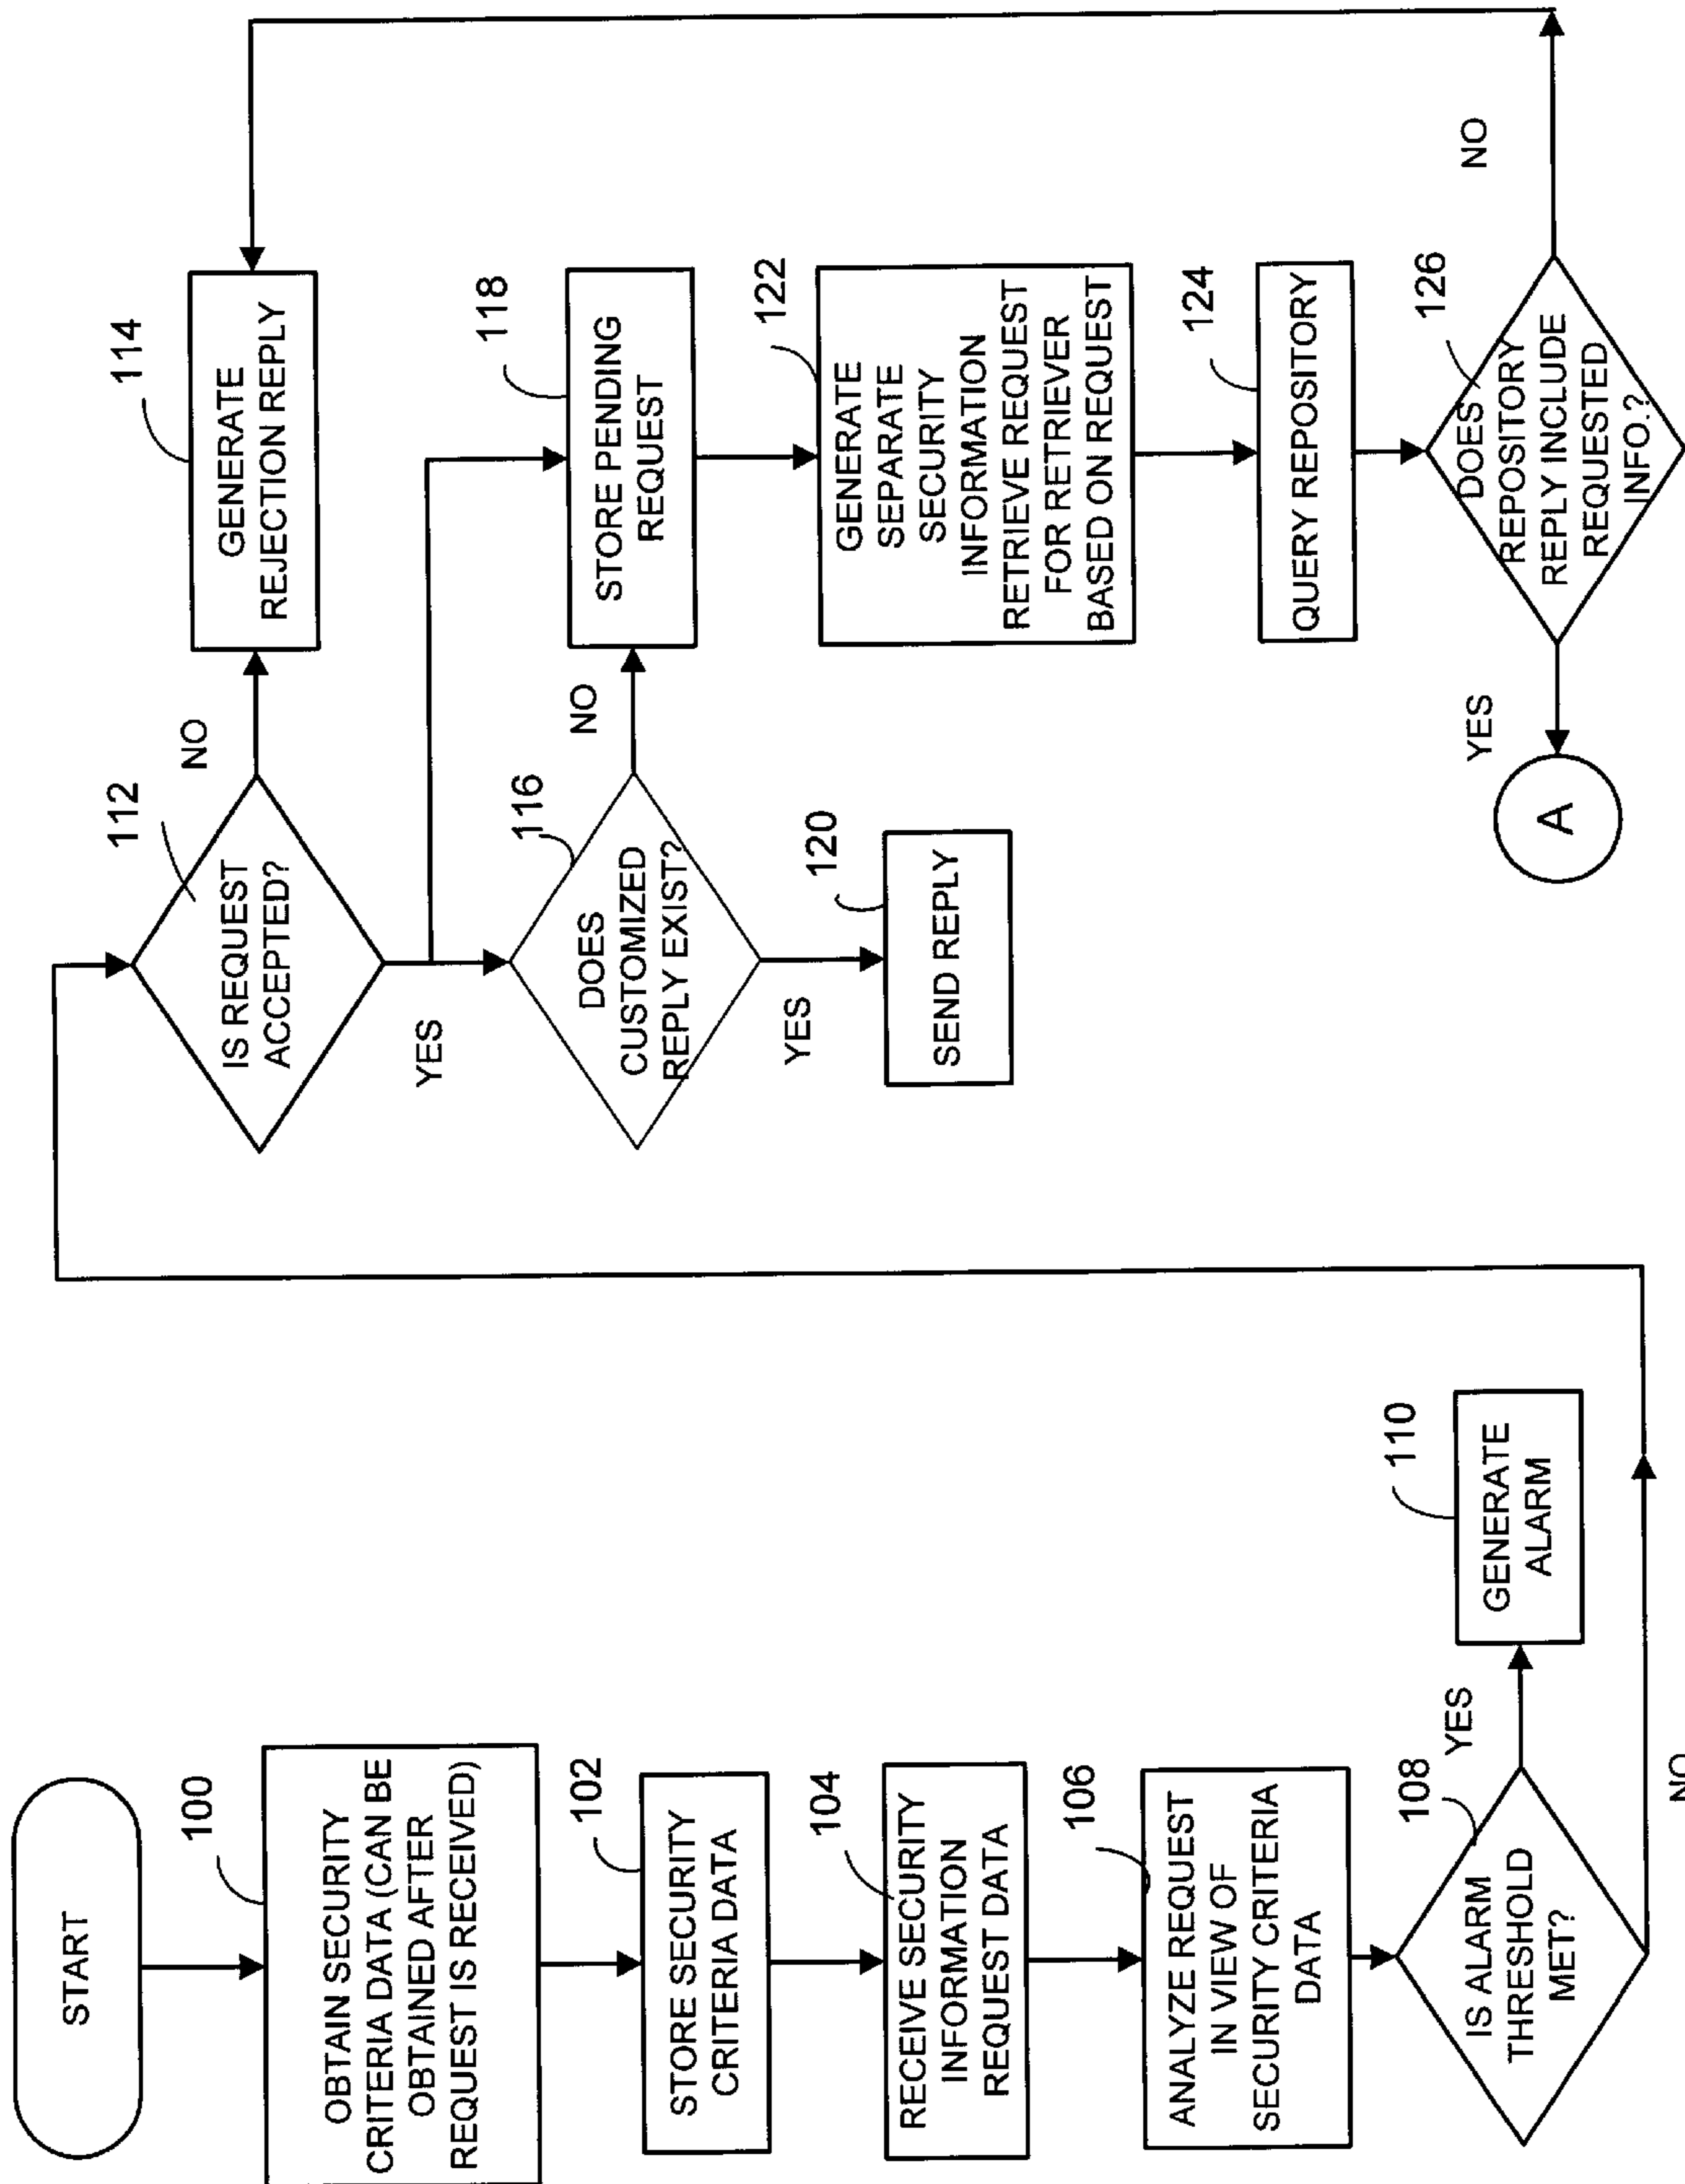 START
100
OBTAIN SECURITY
CRITERIA DATA (CAN BE
OBTAINED AFTER
REQUEST IS RECEIVED)
102
STORE SECURITY
CRITERIA DATA
104
RECEIVE SECURITY
INFORMATION
REQUEST DATA
106
ANALYZE REQUEST
IN VIEW OF
SECURITY CRITERIA
DATA
108
IS ALARM
THRESHOLD
MET?
YES
110
GENERATE
ALARM
NO
112
IS REQUEST
ACCEPTED?
NO
114
GENERATE
REJECTION REPLY
YES
116
DOES
CUSTOMIZED
REPLY EXIST?
NO
118
STORE PENDING
REQUEST
YES
120
SEND REPLY
122
GENERATE
SEPARATE
SECURITY
INFORMATION
RETRIEVE REQUEST
FOR RETRIEVER
BASED ON REQUEST
124
QUERY REPOSITORY
126
DOES
REPOSITORY
REPLY INCLUDE
REQUESTED
INFO.?
NO
YES
A